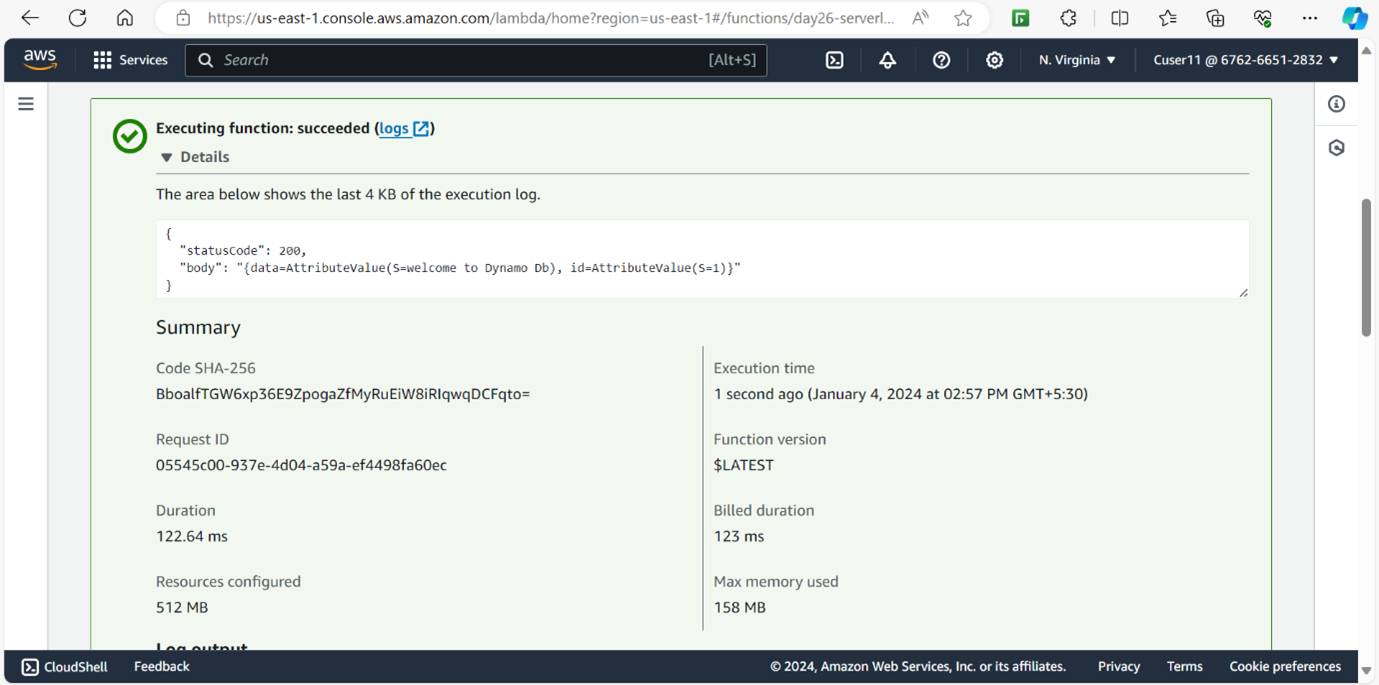 https://us-east-1.console.aws.amazon.com/lambda/home?region=us-east-1#/functions/day26-serverl...
aws
Services
Search
[Alt+S]
N. Virginia
Cuser11 @ 6762-6651-2832
Executing function: succeeded (logs)
Details
The area below shows the last 4 KB of the execution log.
{
"statusCode": 200,
"body": "{data=AttributeValue(S=welcome to Dynamo Db), id=AttributeValue(S=1)}"
}
Summary
Code SHA-256
BboalfTGW6xp36E9ZpogaZfMyRuEiW8iRIqwqDCFqto=
Execution time
1 second ago (January 4, 2024 at 02:57 PM GMT+5:30)
Request ID
05545c00-937e-4d04-a59a-ef4498fa60ec
Function version
$LATEST
Duration
122.64 ms
Billed duration
123 ms
Resources configured
512 MB
Max memory used
158 MB
Log output
CloudShell
Feedback
© 2024, Amazon Web Services, Inc. or its affiliates.
Privacy
Terms
Cookie preferences